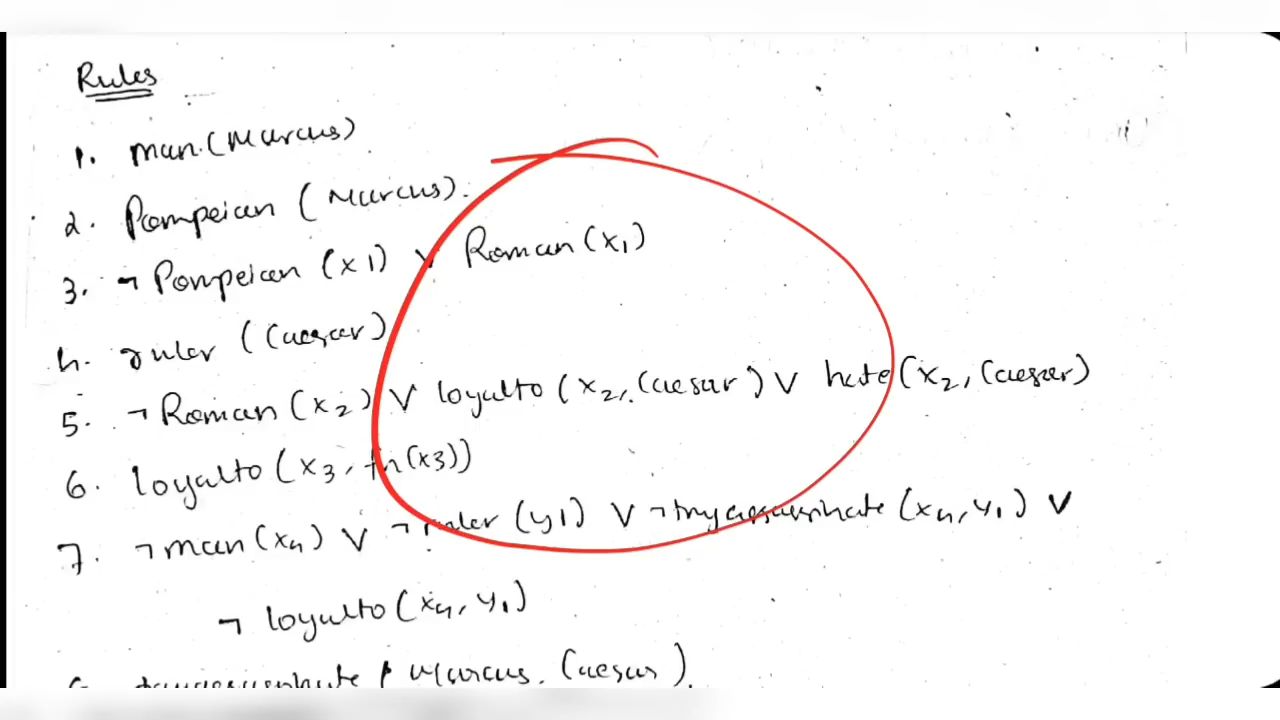 Rules
1. man(Marcus)
2. Pompeian (Marcus).
3. ¬ Pompeian (x1) ∨ Roman(x1)
4. ruler (Caesar)
5. ¬ Roman (x2) ∨ loyalto (x2, Caesar) ∨ hate(x2, Caesar)
6. loyalto (x3, fn(x3))
7. ¬man(x4) ∨ ¬ruler (y1) ∨ ¬tryassassinate (x4, y1) ∨
¬ loyalto(x4, y1)
Marcus, Caesar)